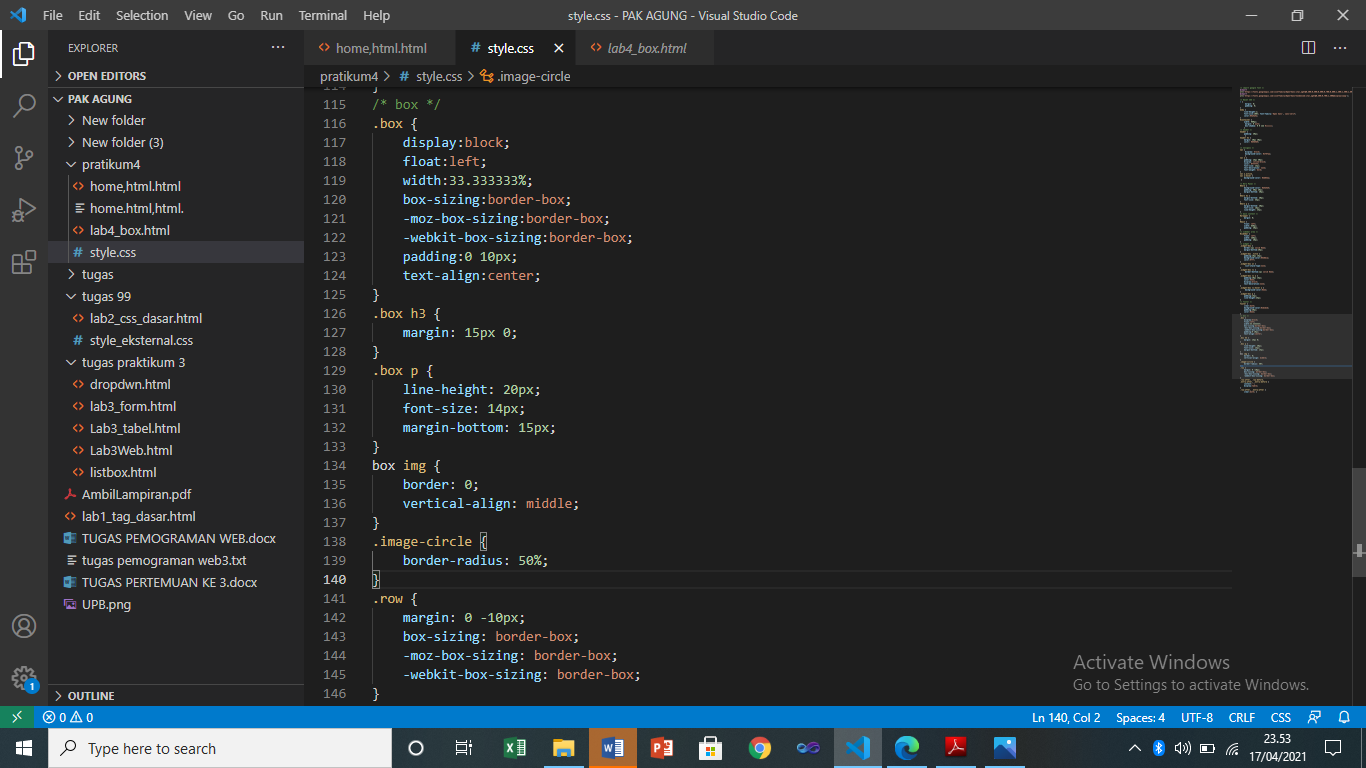 File Edit Selection View Go Run Terminal Help style.css - PAK AGUNG - Visual Studio Code
EXPLORER
home,html.html
style.css
lab4_box.html
OPEN EDITORS
pratikum4 > # style.css > .image-circle
PAK AGUNG
New folder
New folder (3)
pratikum4
home,html.html
home.html,html.
lab4_box.html
style.css
tugas
tugas 99
lab2_css_dasar.html
style_eksternal.css
tugas praktikum 3
dropdwn.html
lab3_form.html
Lab3_tabel.html
Lab3Web.html
listbox.html
AmbilLampiran.pdf
lab1_tag_dasar.html
TUGAS PEMOGRAMAN WEB.docx
tugas pemograman web3.txt
TUGAS PERTEMUAN KE 3.docx
UPB.png
OUTLINE
114 }
115 /* box */
116 .box {
117 display:block;
118 float:left;
119 width:33.333333%;
120 box-sizing:border-box;
121 -moz-box-sizing:border-box;
122 -webkit-box-sizing:border-box;
123 padding:0 10px;
124 text-align:center;
125 }
126 .box h3 {
127 margin: 15px 0;
128 }
129 .box p {
130 line-height: 20px;
131 font-size: 14px;
132 margin-bottom: 15px;
133 }
134 box img {
135 border: 0;
136 vertical-align: middle;
137 }
138 .image-circle {
139 border-radius: 50%;
140 }
141 .row {
142 margin: 0 -10px;
143 box-sizing: border-box;
144 -moz-box-sizing: border-box;
145 -webkit-box-sizing: border-box;
146 }
Activate Windows
Go to Settings to activate Windows.
1
0 0 Ln 140, Col 2 Spaces: 4 UTF-8 CRLF CSS
Type here to search
23.53
17/04/2021